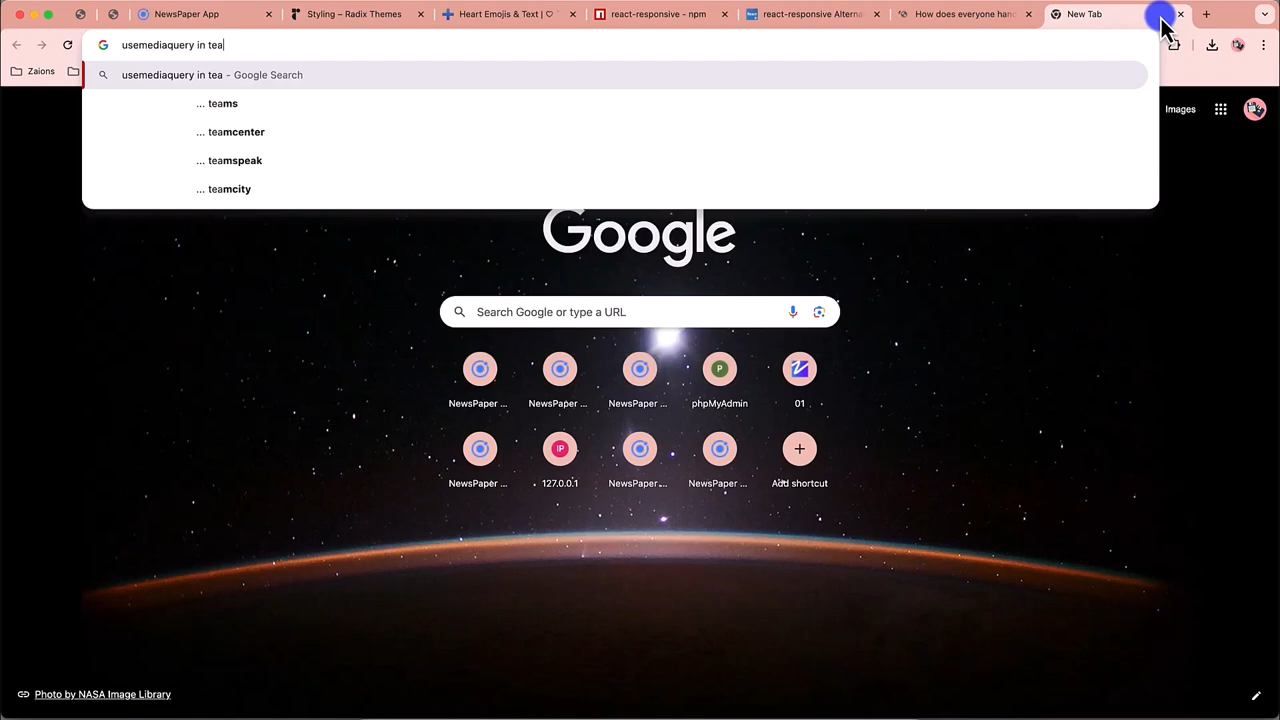 NewsPaper App
Styling – Radix Themes
Heart Emojis & Text | ♡
react-responsive - npm
react-responsive Alterna
How does everyone hand
New Tab
usemediaquery in tea
Zaions
usemediaquery in tea - Google Search
... teams
... teamcenter
... teamspeak
... teamcity
Images
Google
Search Google or type a URL
P
NewsPaper ...
NewsPaper ...
NewsPaper ...
phpMyAdmin
01
IP
NewsPaper ...
127.0.0.1
NewsPaper ...
NewsPaper ...
Add shortcut
Photo by NASA Image Library